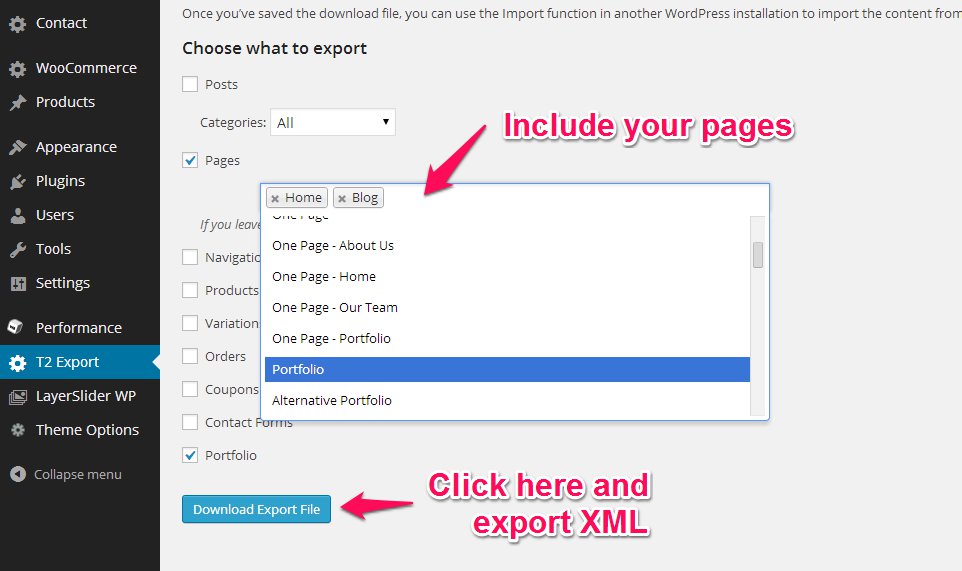 Contact
WooCommerce
Products
Appearance
Plugins
Users
Tools
Settings
Performance
T2 Export
LayerSlider WP
Theme Options
Collapse menu
Once you've saved the download file, you can use the Import function in another WordPress installation to import the content from
Choose what to export
Posts
Categories: All
Include your pages
Pages
× Home × Blog
One Page
If you leave
One Page - About Us
One Page - Home
One Page - Our Team
One Page - Portfolio
Portfolio
Alternative Portfolio
Products
Variation
Orders
Coupons
Contact Forms
Portfolio
Download Export File
Click here and
export XML